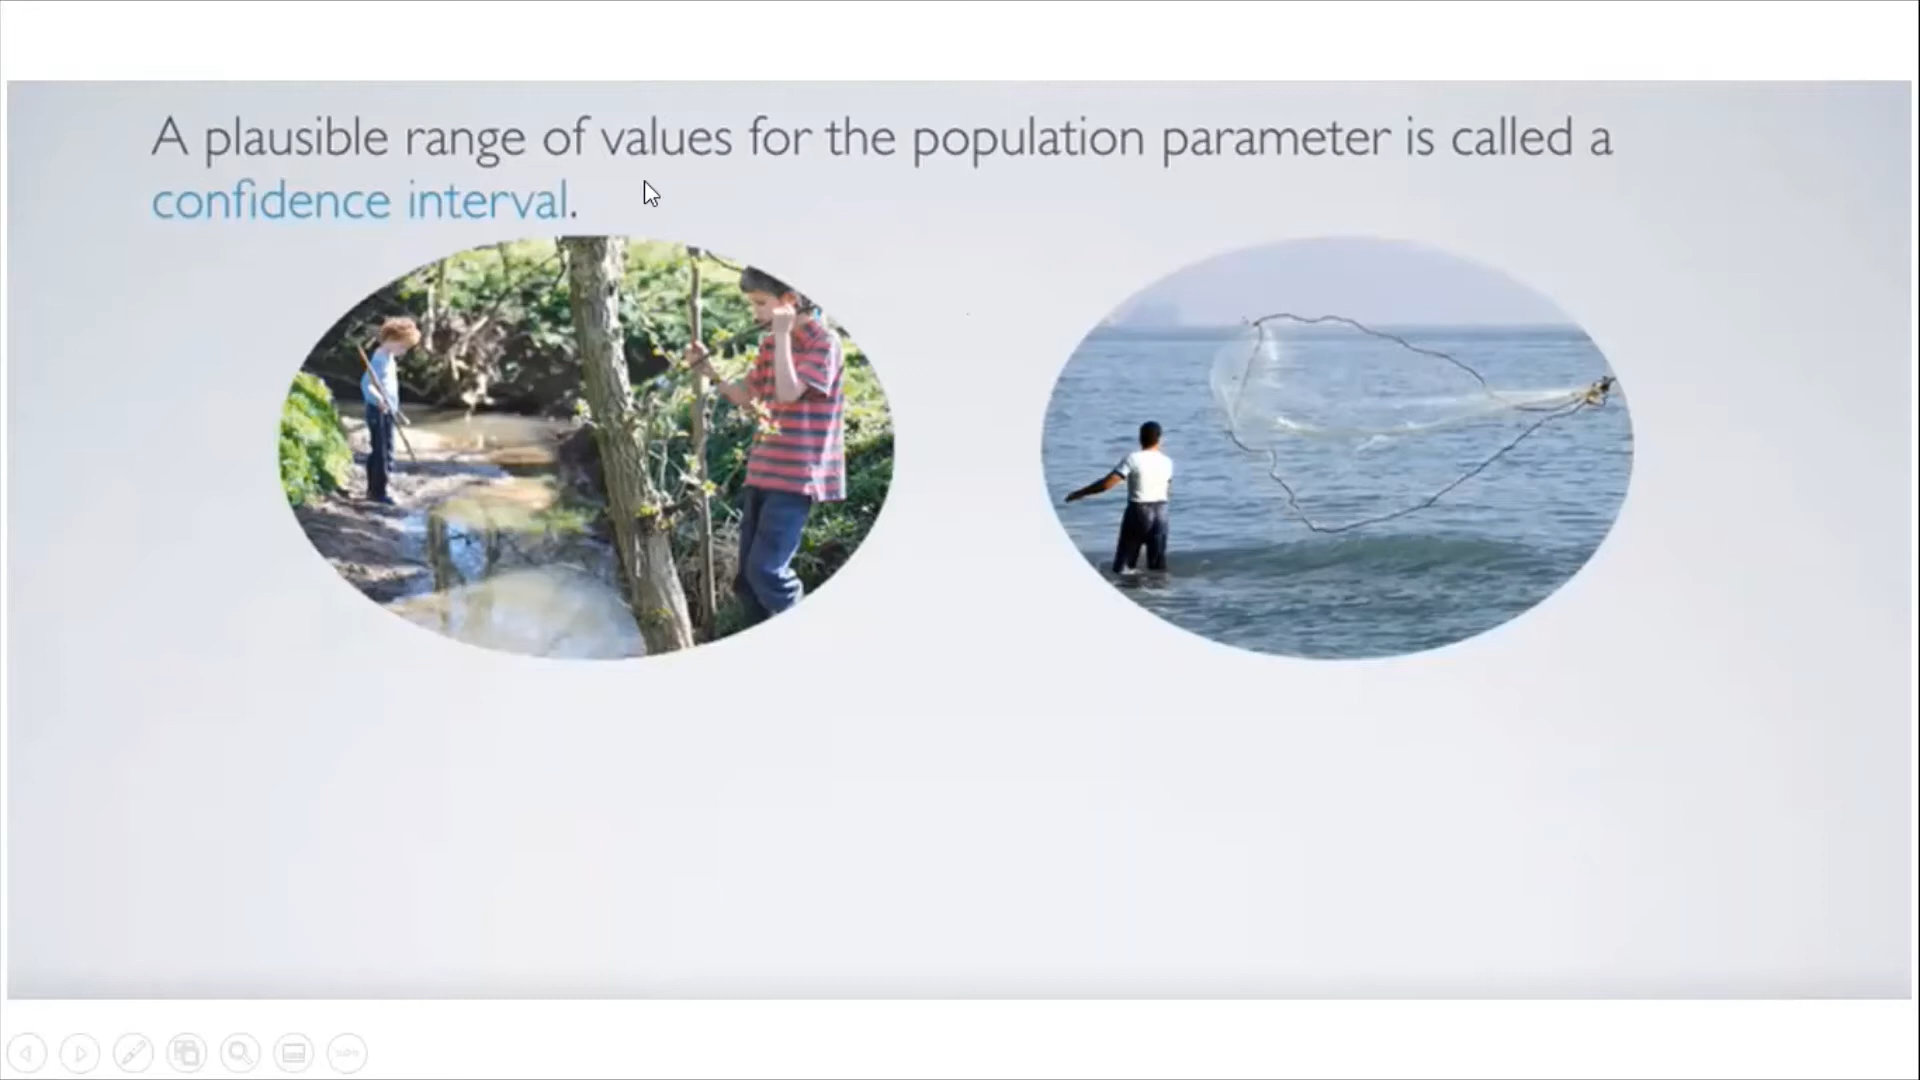 A plausible range of values for the population parameter is called a
confidence interval.